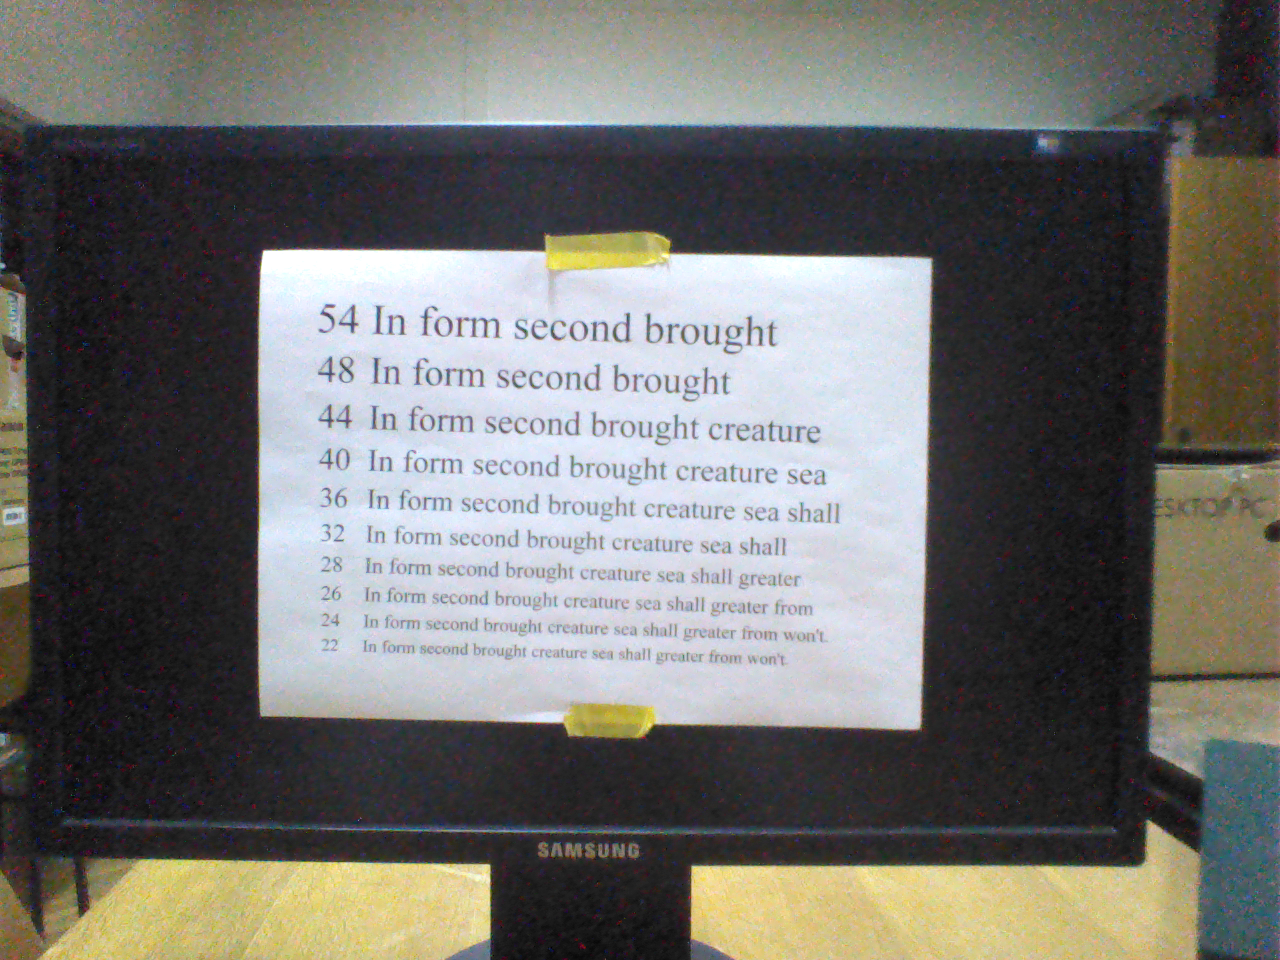 54 In form second brought
48 In form second brought
44 In form second brought creature
40 In form second brought creature sea
36 In form second brought creature sea shall
32 In form second brought creature sea shall
28 In form second brought creature sea shall greater
26 In form second brought creature sea shall greater from
24 In form second brought creature sea shall greater from won't.
22 In form second brought creature sea shall greater from won't.
ESKTOP PC
SAMSUNG